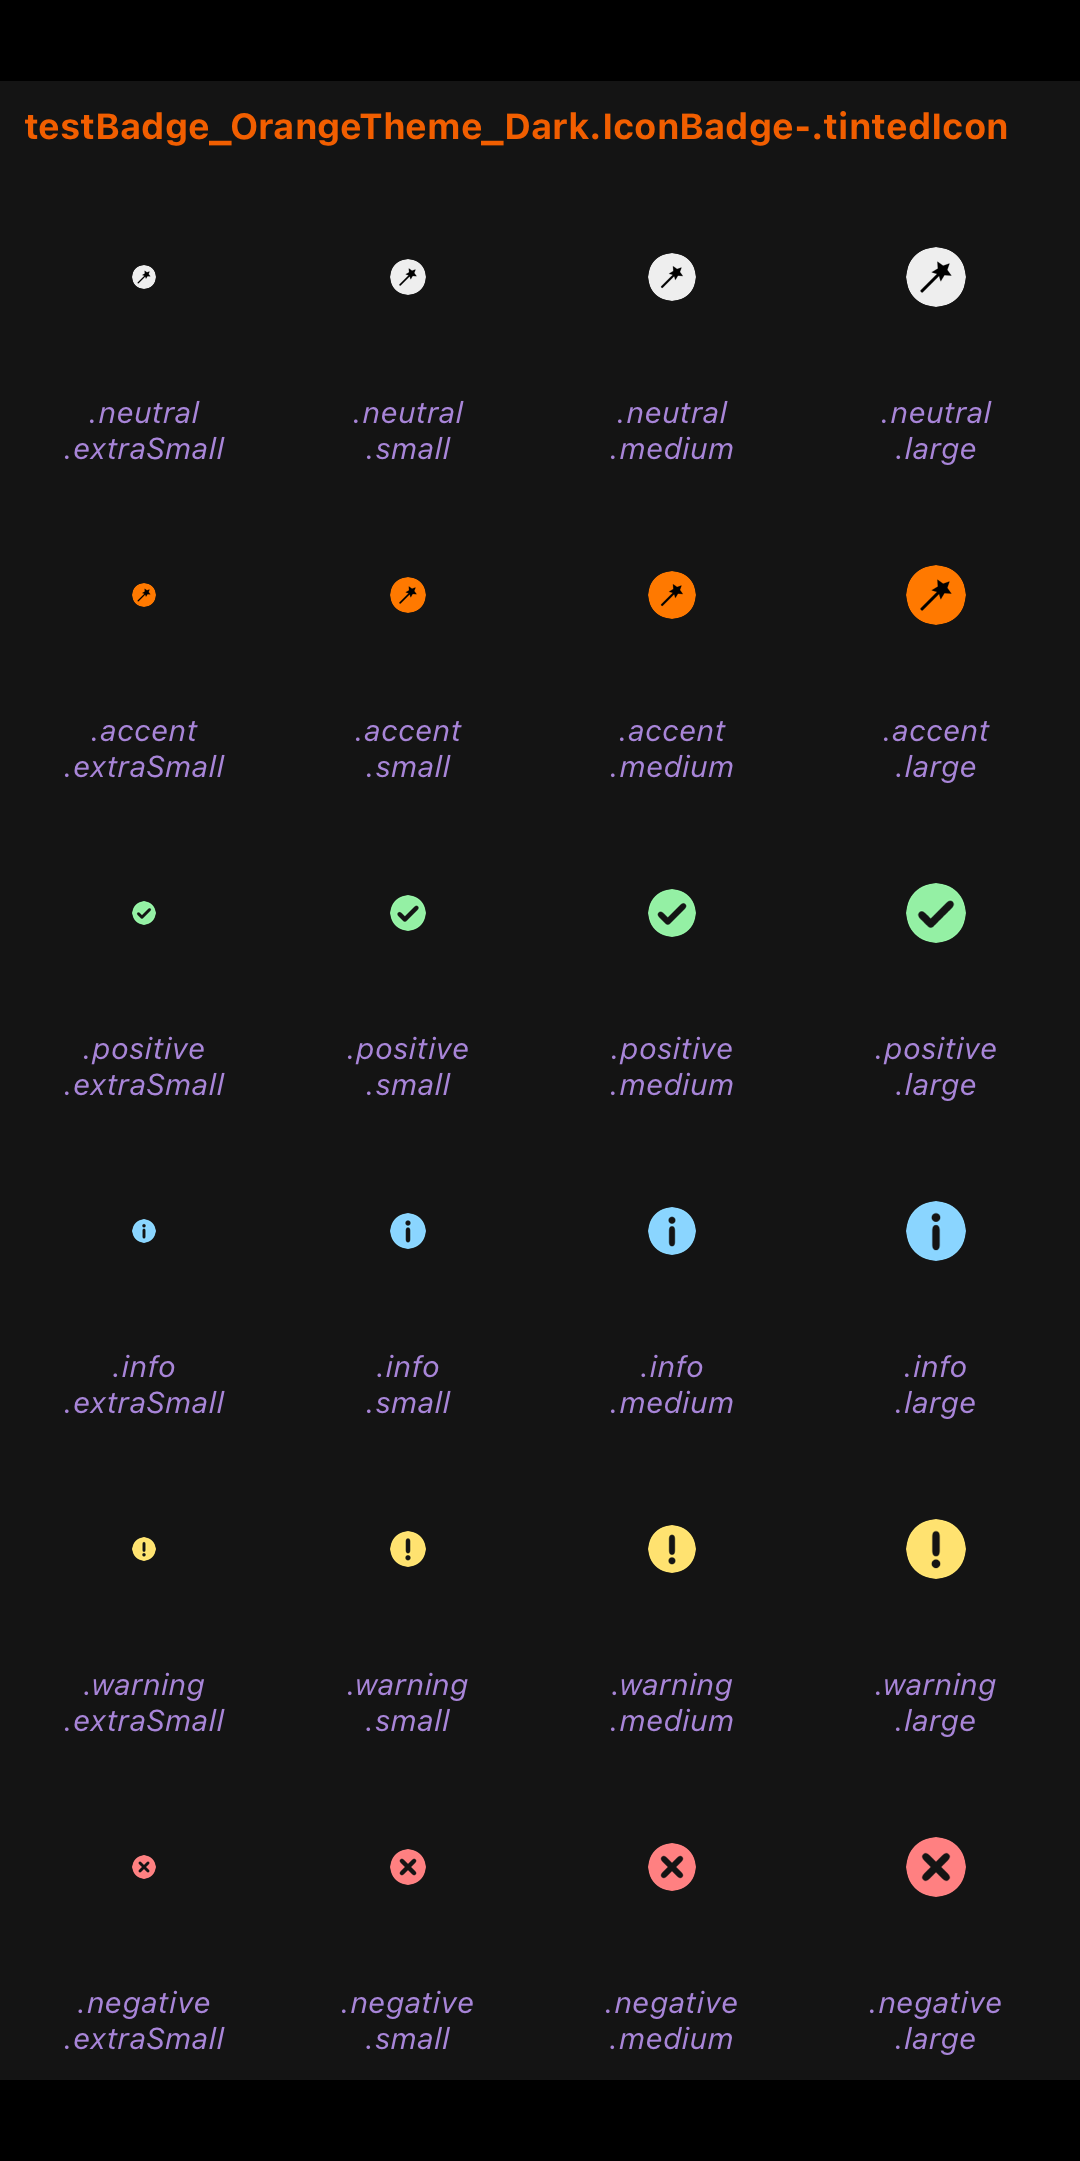 testBadge_OrangeTheme_Dark.IconBadge-.tintedIcon
.neutral .neutral .neutral .neutral
.extraSmall .small .medium .large
.accent .accent .accent .accent
.extraSmall .small .medium .large
.positive .positive .positive .positive
.extraSmall .small .medium .large
.info .info .info .info
.extraSmall .small .medium .large
.warning .warning .warning .warning
.extraSmall .small .medium .large
.negative .negative .negative .negative
.extraSmall .small .medium .large